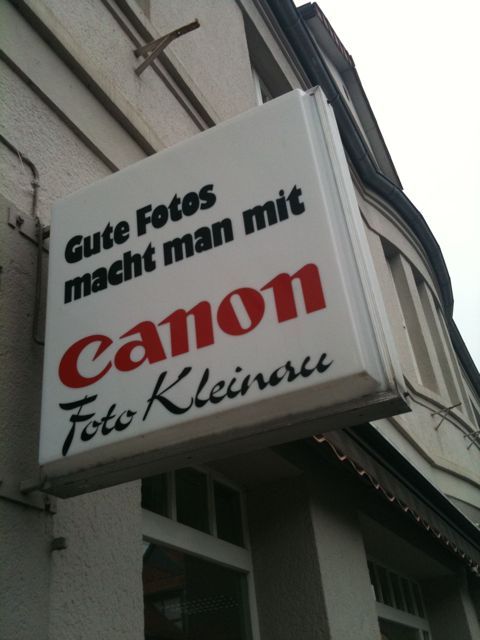 Gute Fotos
macht man mit
Canon
Foto Kleinau